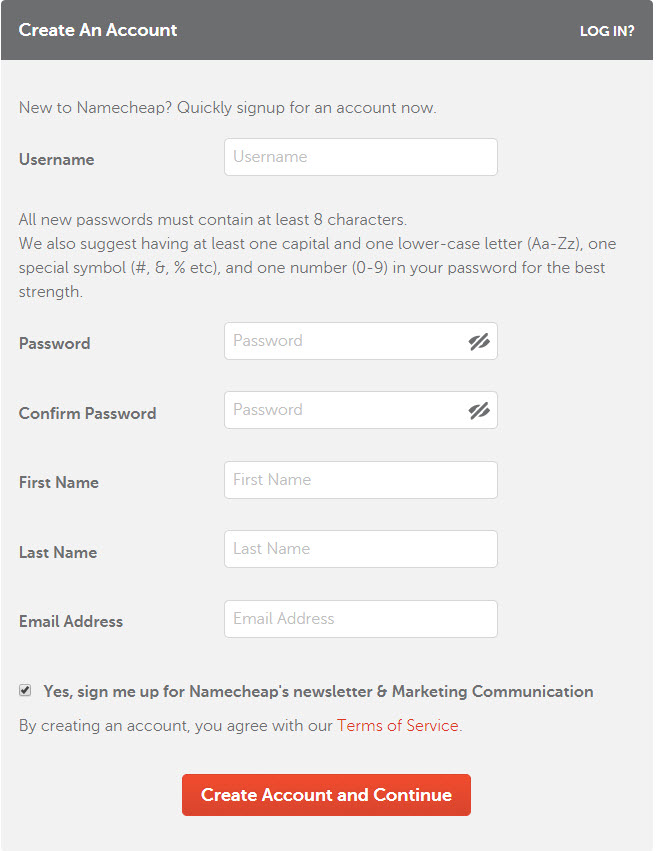 Create An Account
LOG IN?
New to Namecheap? Quickly signup for an account now.
Username
Username
All new passwords must contain at least 8 characters.
We also suggest having at least one capital and one lower-case letter (Aa-Zz), one
special symbol (#, &, % etc), and one number (0-9) in your password for the best
strength.
Password
Password
Confirm Password
Password
First Name
First Name
Last Name
Last Name
Email Address
Email Address
Yes, sign me up for Namecheap's newsletter & Marketing Communication
By creating an account, you agree with our Terms of Service.
Create Account and Continue